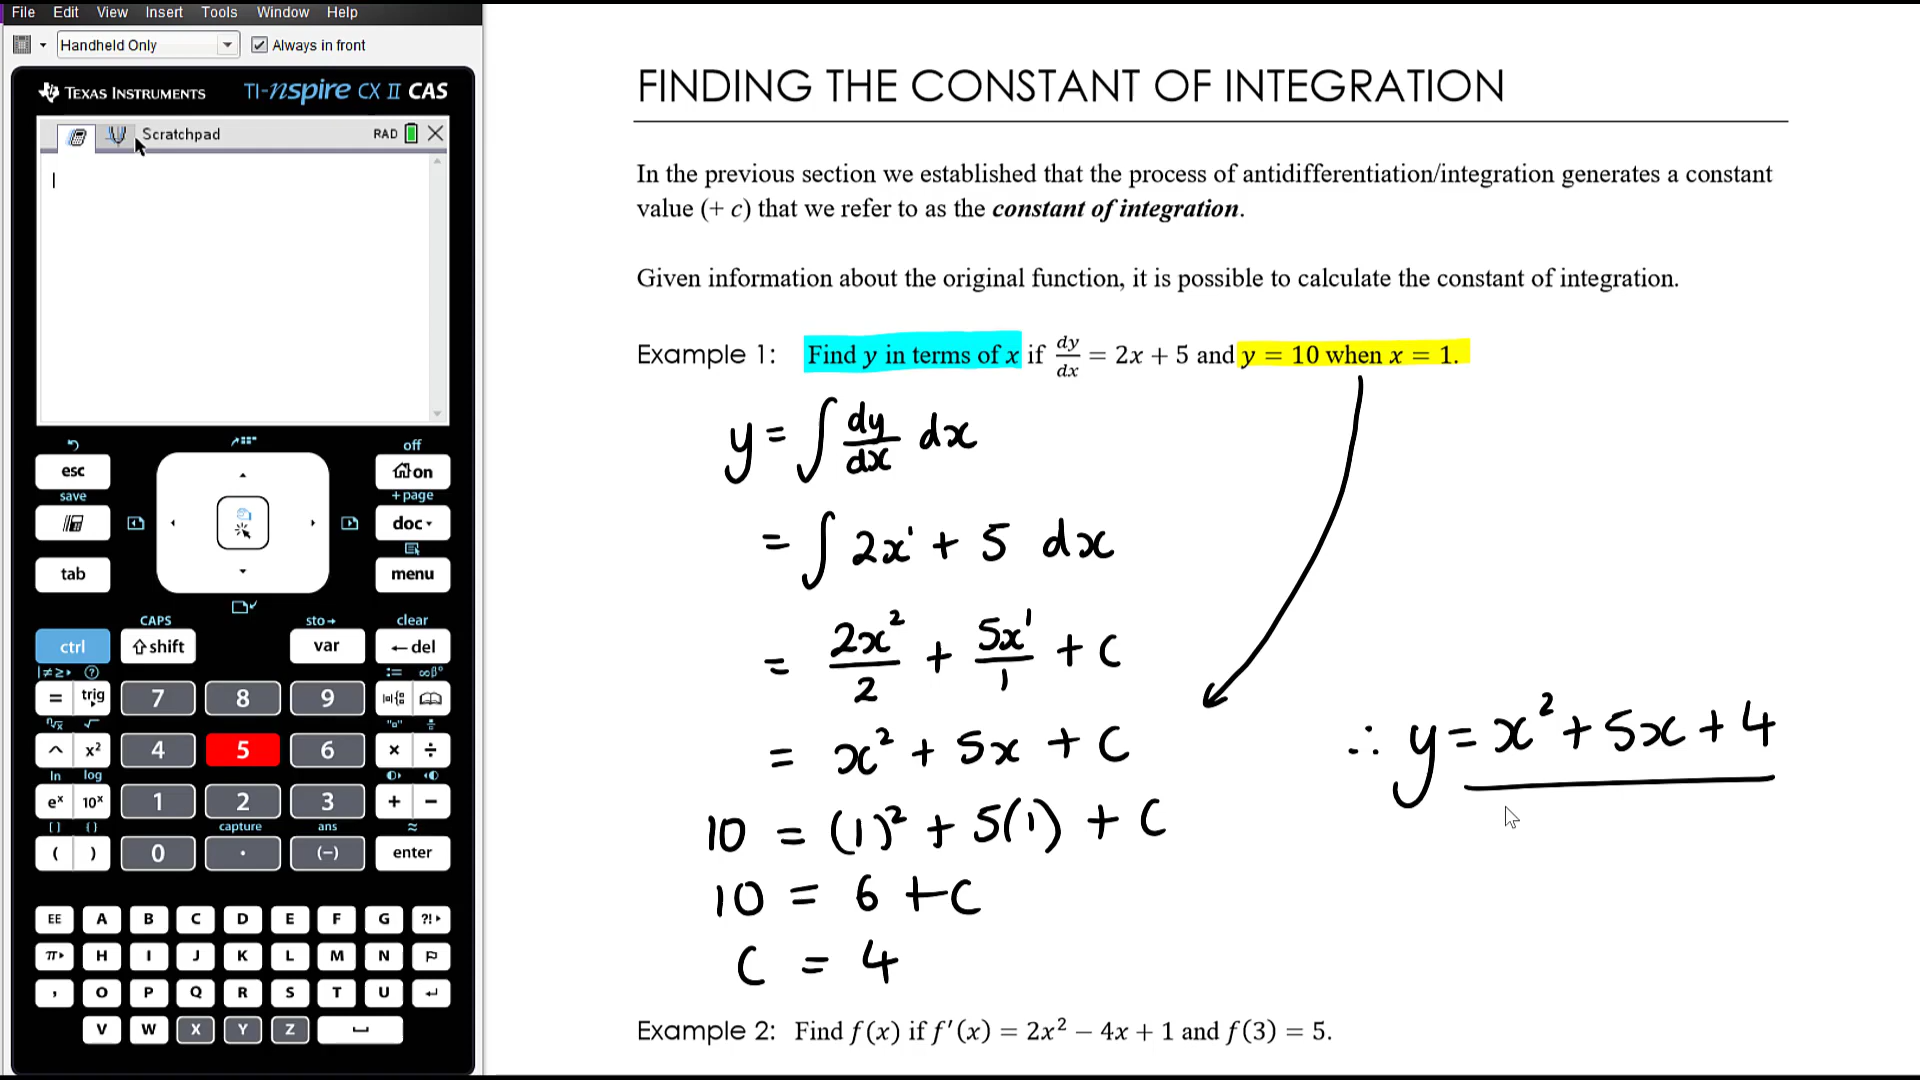 File Edit View Insert Tools Window Help
Handheld Only Always in front
TEXAS INSTRUMENTS TI-nspire CX II CAS
Scratchpad RAD
off
esc on
save + page
doc
tab menu
CAPS sto→ clear
ctrl ⇧shift var ←del
|≠≥▸ ? := ∞β°
= trig 7 8 9 |□|{
ⁿ√x √ "□" ÷
^ x² 4 5 6 × ÷
ln log
eˣ 10ˣ 1 2 3 + −
[ ] { } capture ans ≈
( ) 0 . (−) enter
EE A B C D E F G ?!▸
π▸ H I J K L M N
, O P Q R S T U ↵
V W X Y Z
FINDING THE CONSTANT OF INTEGRATION
In the previous section we established that the process of antidifferentiation/integration generates a constant
value (+ c) that we refer to as the constant of integration.
Given information about the original function, it is possible to calculate the constant of integration.
Example 1: Find y in terms of x if dy/dx = 2x + 5 and y = 10 when x = 1.
y = ∫ dy/dx dx
= ∫ 2x¹ + 5 dx
= 2x²/2 + 5x¹/1 + c
= x² + 5x + c
10 = (1)² + 5(1) + c
10 = 6 + c
c = 4
∴ y = x² + 5x + 4
Example 2: Find f(x) if f′(x) = 2x² − 4x + 1 and f(3) = 5.